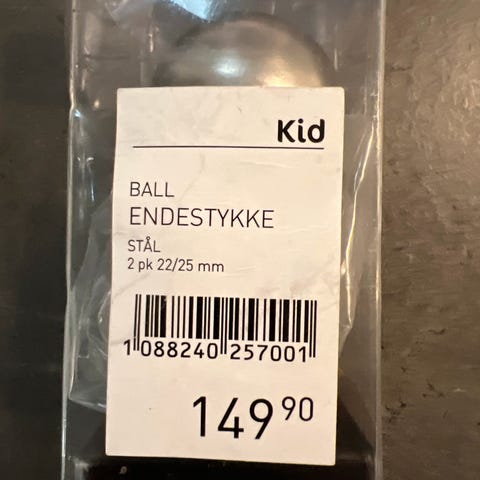 Kid
BALL
ENDESTYKKE
STÅL
2 pk 22/25 mm
1 088240 257001
149 90